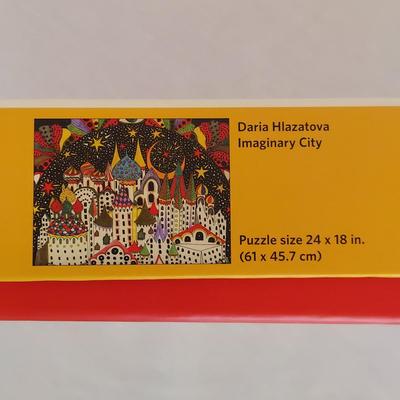 Daria Hlazatova
Imaginary City
Puzzle size 24 x 18 in.
(61 x 45.7 cm)